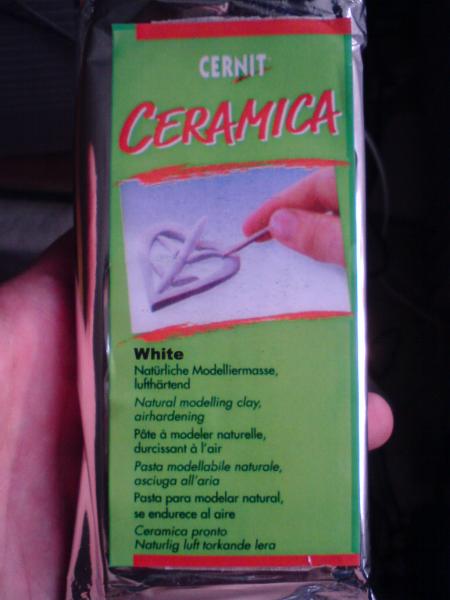 CERNIT
CERAMICA
White
Natürliche Modelliermasse,
lufthärtend
Natural modelling clay,
airhardening
Pâte à modeler naturelle,
durcissant à l'air
Pasta modellabile naturale,
asciuga all'aria
Pasta para modelar natural,
se endurece al aire
Ceramica pronto
Naturlig luft torkande lera